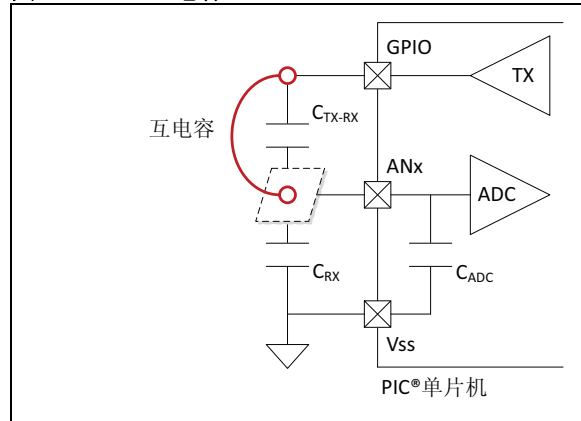 GPIO
TX
CTX-RX
互电容
ANx
ADC
CRX
CADC
Vss
PIC®单片机